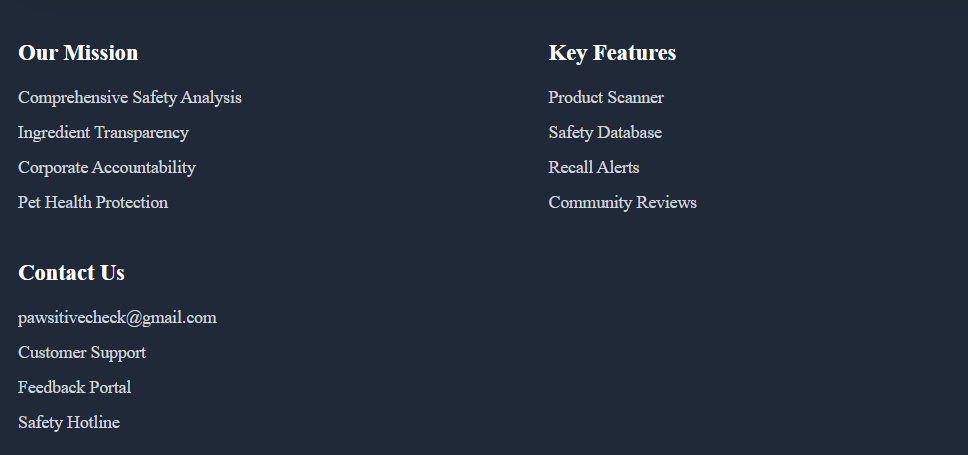 Our Mission
Comprehensive Safety Analysis
Ingredient Transparency
Corporate Accountability
Pet Health Protection
Key Features
Product Scanner
Safety Database
Recall Alerts
Community Reviews
Contact Us
pawsitivecheck@gmail.com
Customer Support
Feedback Portal
Safety Hotline